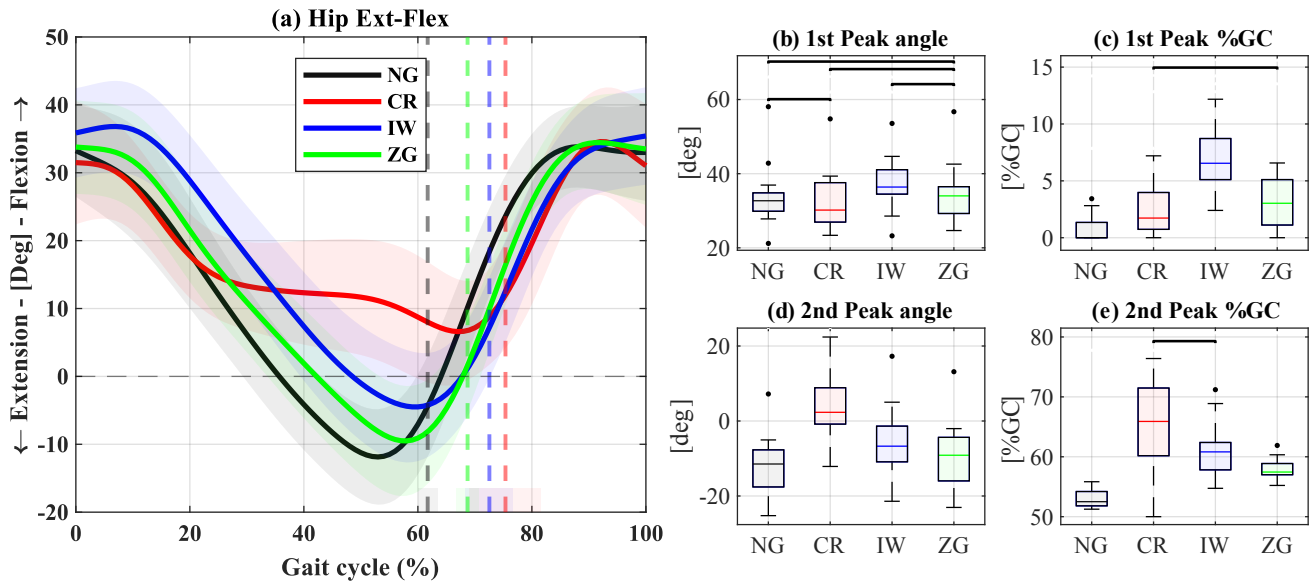 (a) Hip Ext-Flex
← Extension - [Deg] - Flexion →
50
40
30
20
10
0
-10
-20
NG
CR
IW
ZG
0
20
40
60
80
100
Gait cycle (%)
(b) 1st Peak angle
[deg]
60
40
20
NG CR IW ZG
(c) 1st Peak %GC
[%GC]
15
10
5
0
NG CR IW ZG
(d) 2nd Peak angle
[deg]
20
0
-20
NG CR IW ZG
(e) 2nd Peak %GC
[%GC]
80
70
60
50
NG CR IW ZG